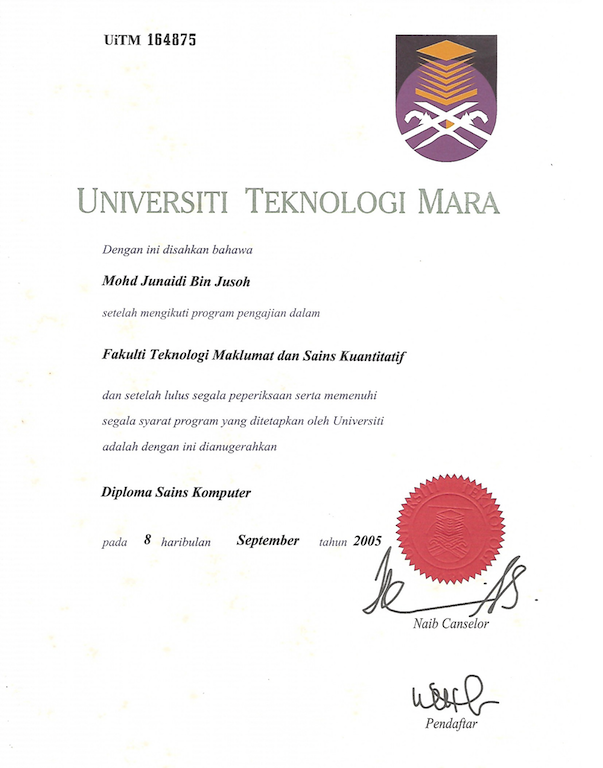 UiTM 164875
UNIVERSITI TEKNOLOGI MARA
Dengan ini disahkan bahawa
Mohd Junaidi Bin Jusoh
setelah mengikuti program pengajian dalam
Fakulti Teknologi Maklumat dan Sains Kuantitatif
dan setelah lulus segala peperiksaan serta memenuhi
segala syarat program yang ditetapkan oleh Universiti
adalah dengan ini dianugerahkan
Diploma Sains Komputer
pada 8 haribulan September tahun 2005
Naib Canselor
Pendaftar